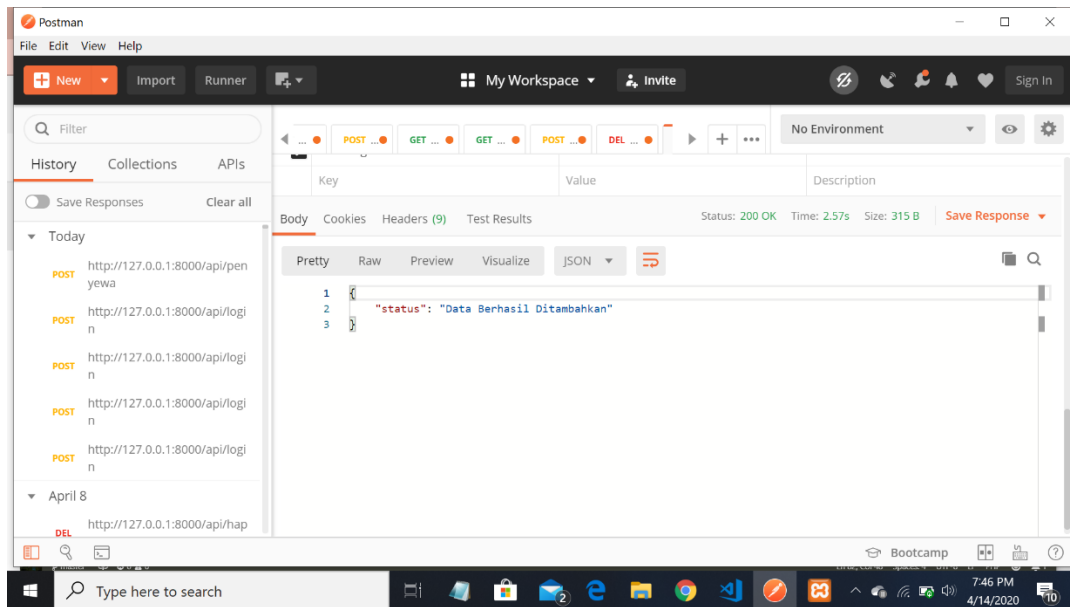 Postman
File Edit View Help
New Import Runner My Workspace Invite Sign In
Filter
History Collections APIs
Save Responses Clear all
Today
POST http://127.0.0.1:8000/api/pen
yewa
POST http://127.0.0.1:8000/api/logi
n
POST http://127.0.0.1:8000/api/logi
n
POST http://127.0.0.1:8000/api/logi
n
POST http://127.0.0.1:8000/api/logi
n
April 8
DEL http://127.0.0.1:8000/api/hap
... POST ... GET ... GET ... POST ... DEL ... + ...
No Environment
Key Value Description
Body Cookies Headers (9) Test Results Status: 200 OK Time: 2.57s Size: 315 B Save Response
Pretty Raw Preview Visualize JSON
1 {
2 "status": "Data Berhasil Ditambahkan"
3 }
Bootcamp
Type here to search
2
7:46 PM
4/14/2020
10